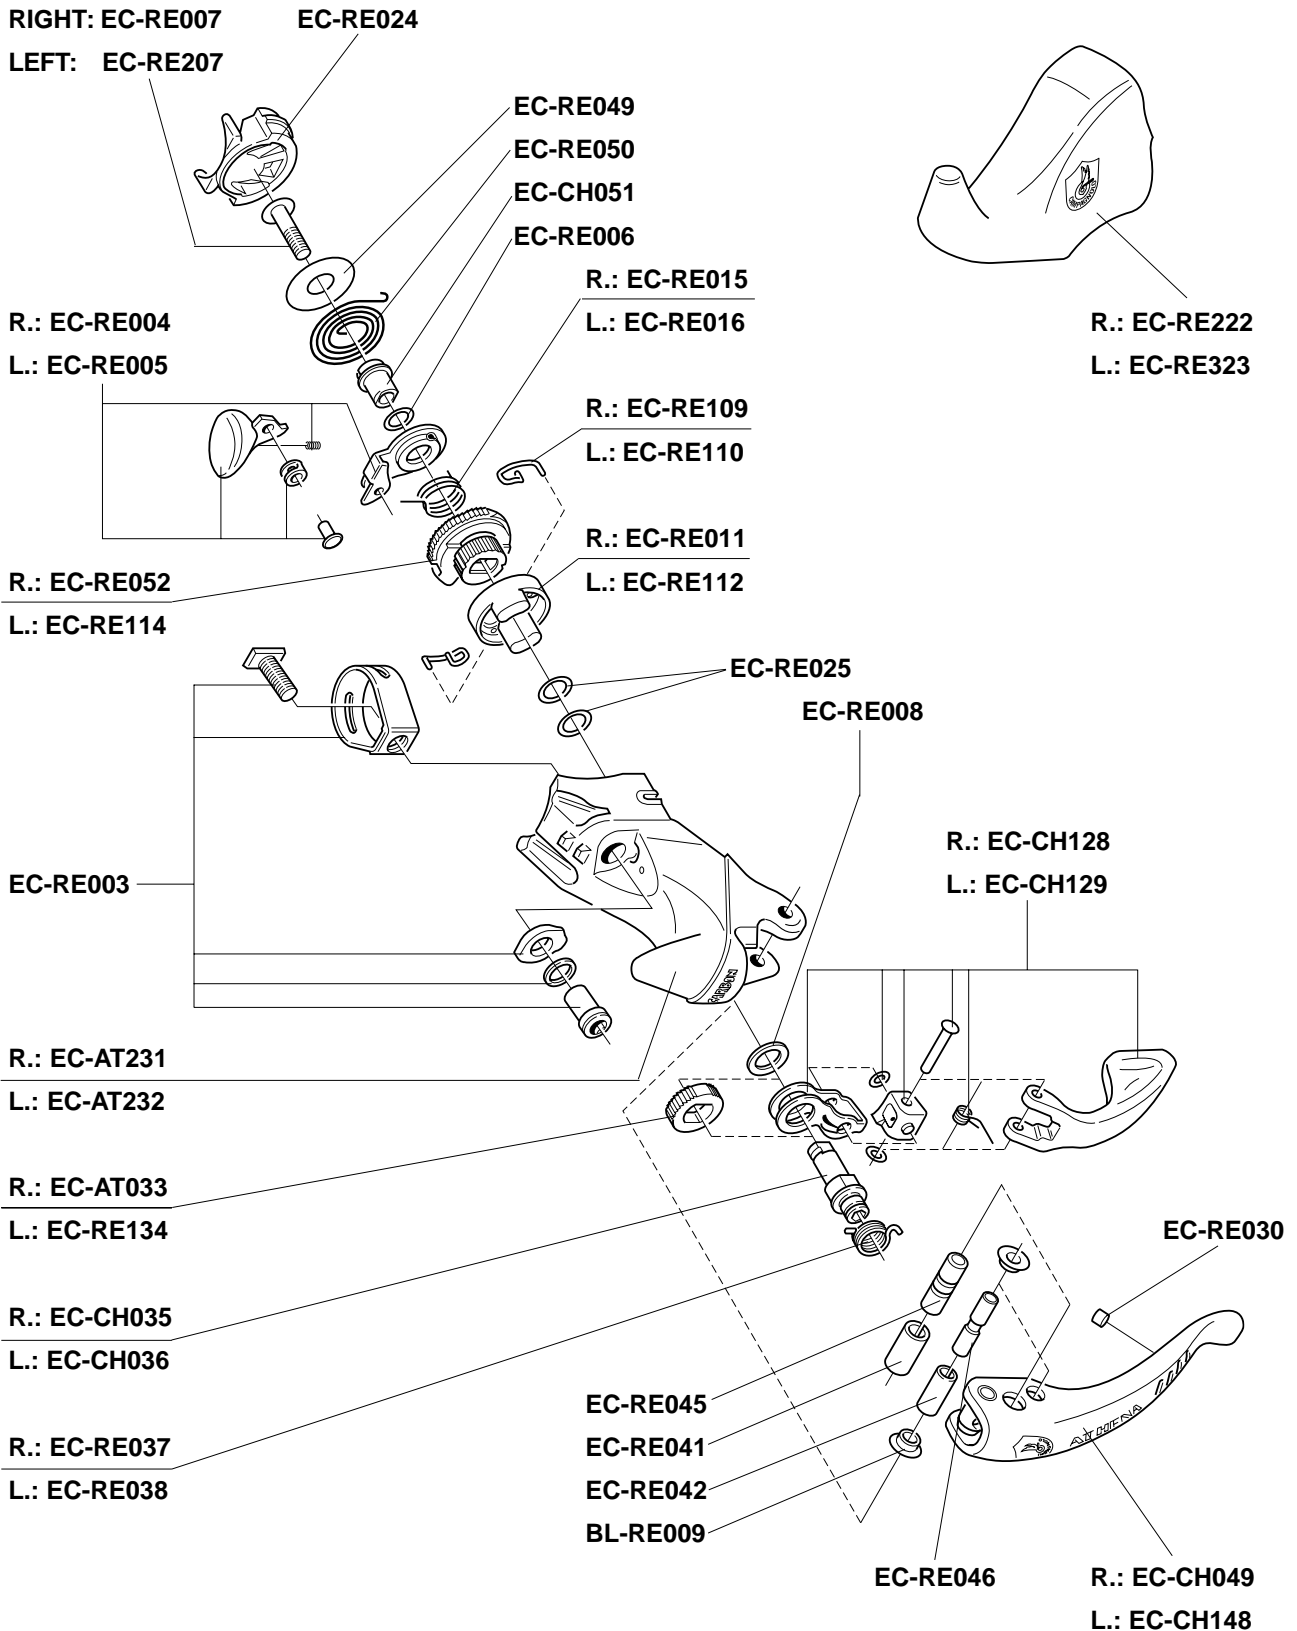 RIGHT: EC-RE007
EC-RE024
LEFT: EC-RE207
EC-RE049
EC-RE050
EC-CH051
EC-RE006
R.: EC-RE015
L.: EC-RE016
R.: EC-RE004
L.: EC-RE005
R.: EC-RE222
L.: EC-RE323
R.: EC-RE109
L.: EC-RE110
R.: EC-RE011
L.: EC-RE112
R.: EC-RE052
L.: EC-RE114
EC-RE025
EC-RE008
R.: EC-CH128
L.: EC-CH129
EC-RE003
CARBON
R.: EC-AT231
L.: EC-AT232
R.: EC-AT033
L.: EC-RE134
EC-RE030
R.: EC-CH035
L.: EC-CH036
EC-RE045
ATHENA
EC-RE041
R.: EC-RE037
L.: EC-RE038
EC-RE042
BL-RE009
EC-RE046
R.: EC-CH049
L.: EC-CH148